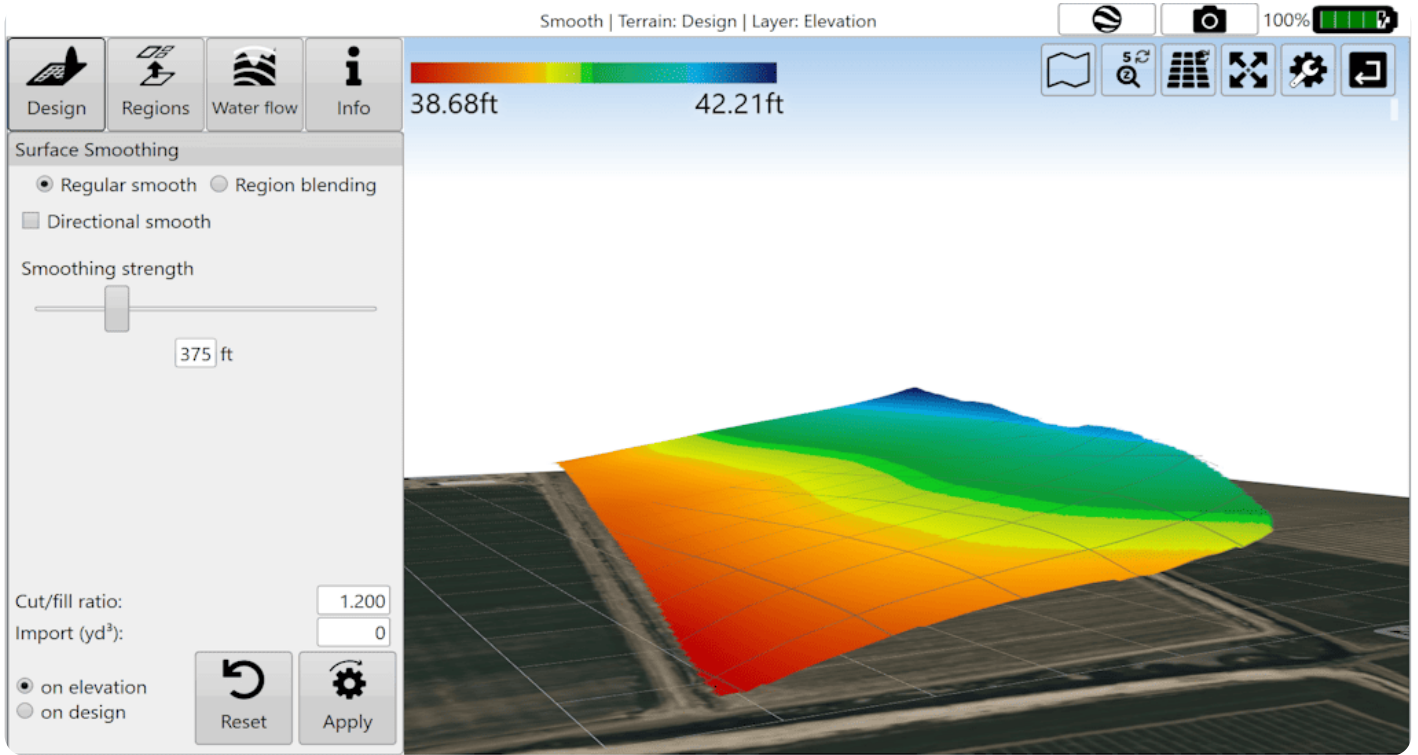 Smooth | Terrain: Design | Layer: Elevation
100%
Design
Regions
Water flow
Info
38.68ft
42.21ft
5
Z
Surface Smoothing
Regular smooth
Region blending
Directional smooth
Smoothing strength
375 ft
Cut/fill ratio: 1.200
Import (yd³): 0
on elevation
on design
Reset
Apply